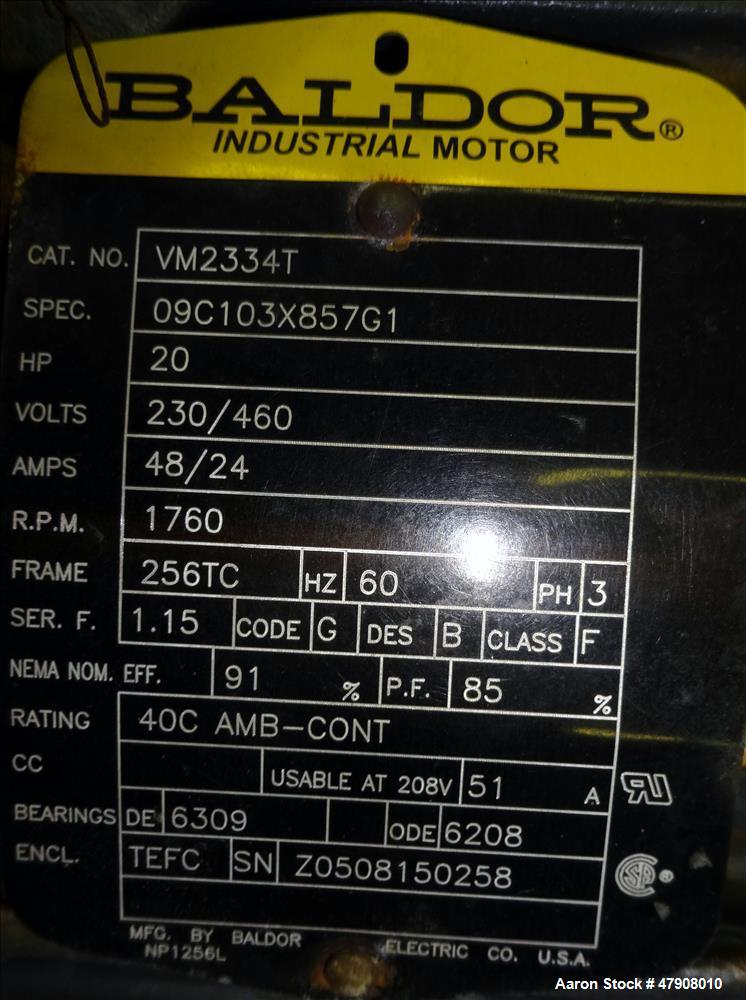 BALDOR®
INDUSTRIAL MOTOR
CAT. NO. VM2334T
SPEC. 09C103X857G1
HP 20
VOLTS 230/460
AMPS 48/24
R.P.M. 1760
FRAME 256TC HZ 60 PH 3
SER. F. 1.15 CODE G DES B CLASS F
NEMA NOM. EFF. 91 % P.F. 85 %
RATING 40C AMB-CONT
CC USABLE AT 208V 51 A
BEARINGS DE 6309 ODE 6208
ENCL. TEFC SN Z0508150258
MFG. BY BALDOR ELECTRIC CO. U.S.A.
NP1256L
Aaron Stock # 47908010